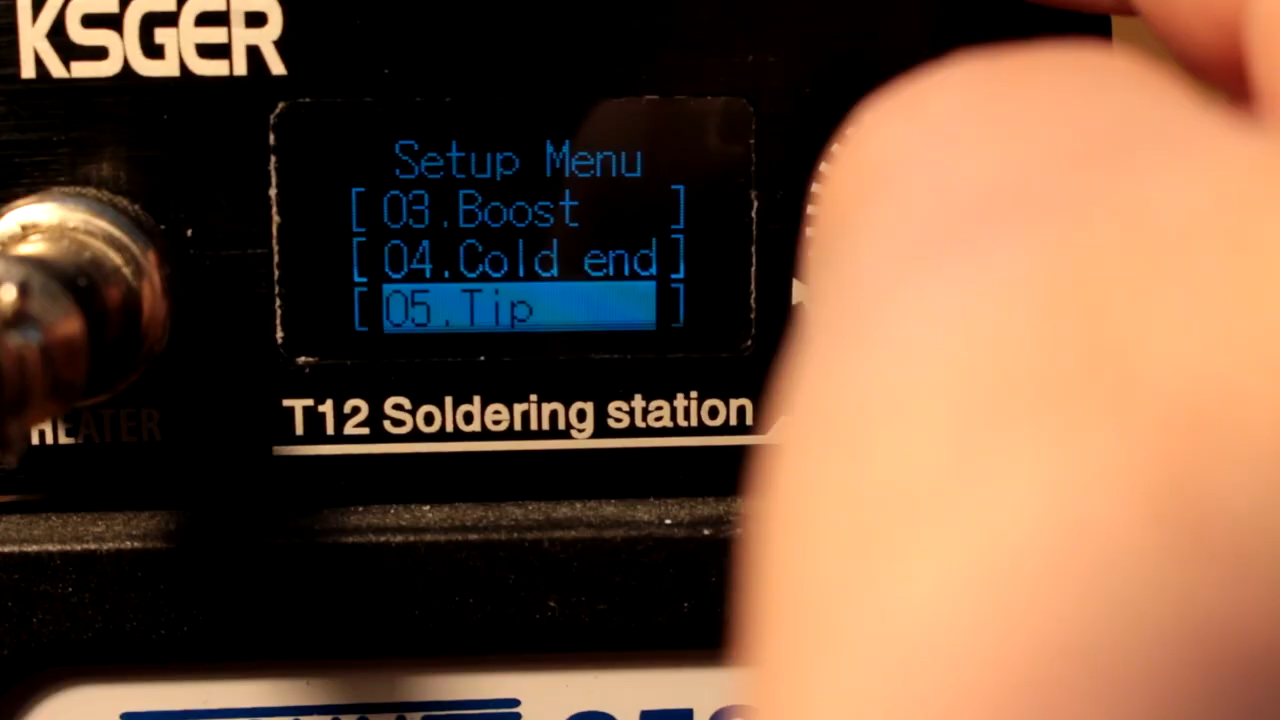 KSGER
Setup Menu
[ 03.Boost ]
[ 04.Cold end ]
[ 05.Tip ]
HEATER
T12 Soldering station